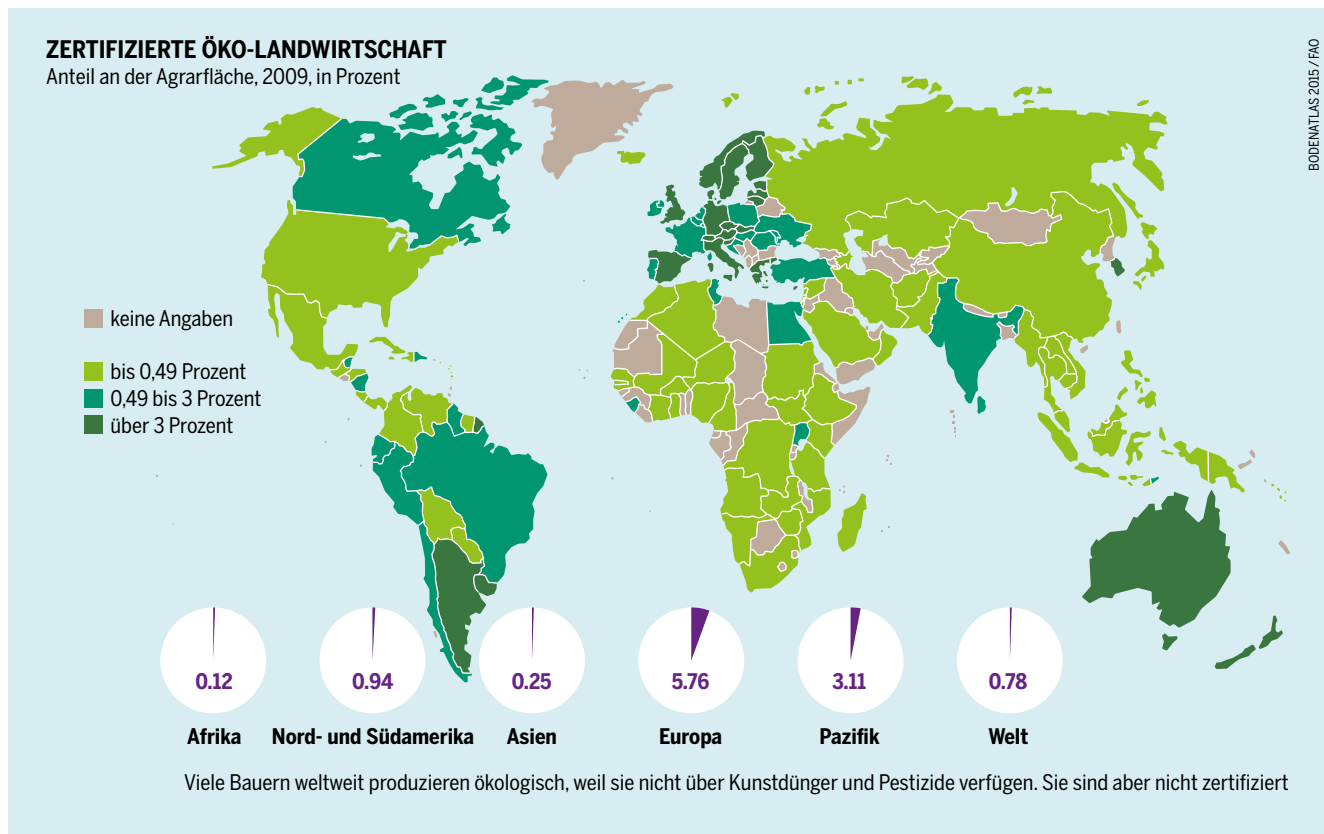 ZERTIFIZIERTE ÖKO-LANDWIRTSCHAFT
Anteil an der Agrarfläche, 2009, in Prozent
BODENATLAS 2015 / FAO
keine Angaben
bis 0,49 Prozent
0,49 bis 3 Prozent
über 3 Prozent
0.12
0.94
0.25
5.76
3.11
0.78
Afrika
Nord- und Südamerika
Asien
Europa
Pazifik
Welt
Viele Bauern weltweit produzieren ökologisch, weil sie nicht über Kunstdünger und Pestizide verfügen. Sie sind aber nicht zertifiziert